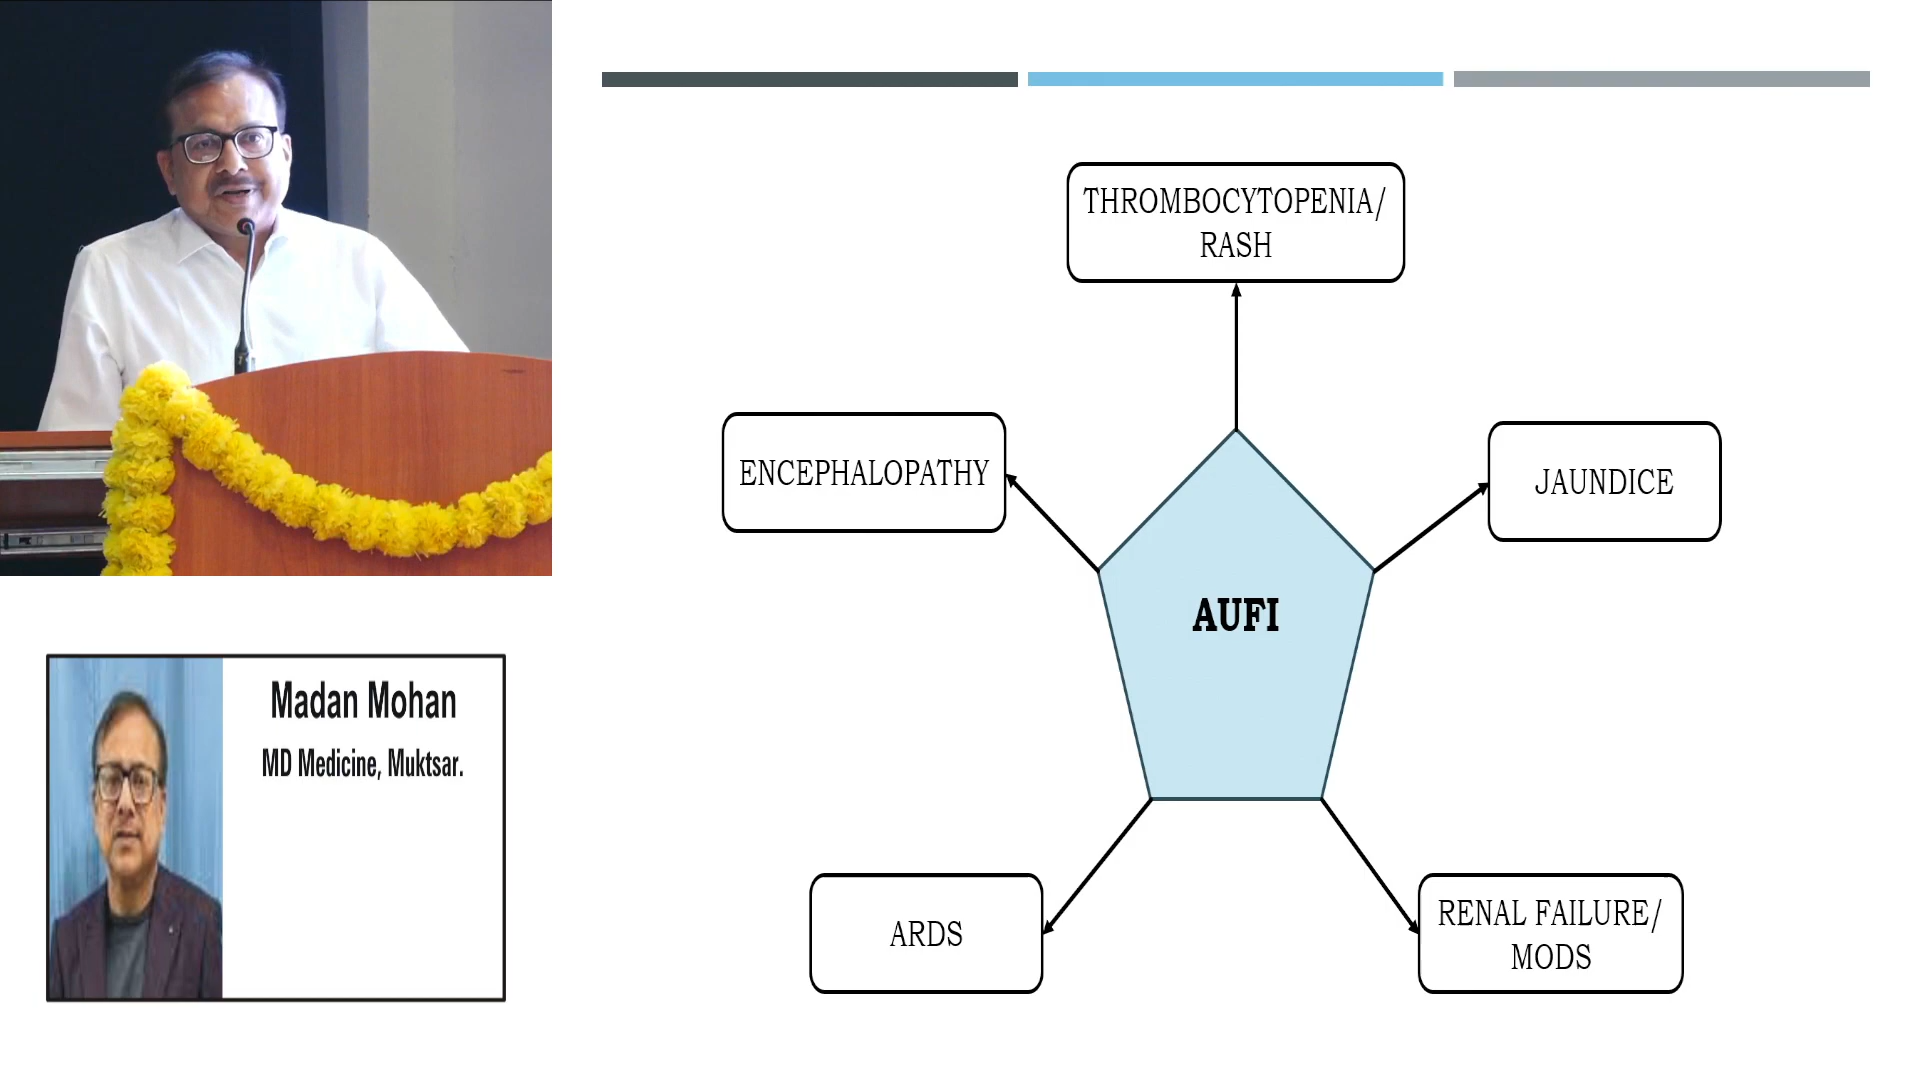 THROMBOCYTOPENIA/
RASH
ENCEPHALOPATHY
JAUNDICE
AUFI
ARDS
RENAL FAILURE/
MODS
Madan Mohan
MD Medicine, Muktsar.